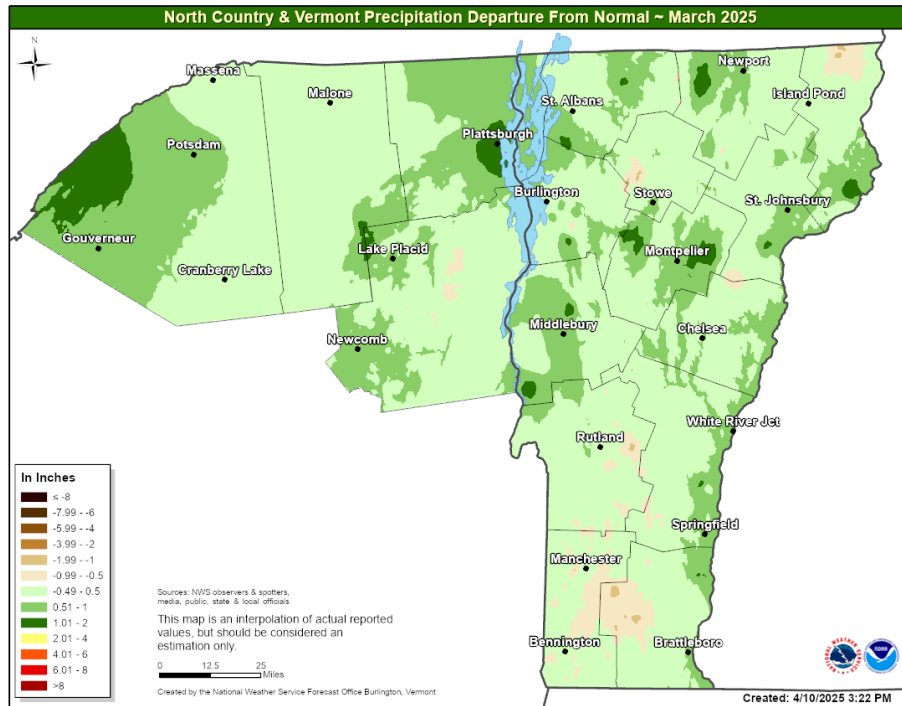 North Country & Vermont Precipitation Departure From Normal ~ March 2025
N
Massena
Malone
Newport
Island Pond
St. Albans
Plattsburgh
Potsdam
Burlington
Stowe
St. Johnsbury
Gouverneur
Lake Placid
Montpelier
Cranberry Lake
Middlebury
Chelsea
Newcomb
White River Jct
Rutland
Springfield
Manchester
Bennington
Brattleboro
In Inches
≤ -8
-7.99 - -6
-5.99 - -4
-3.99 - -2
-1.99 - -1
-0.99 - -0.5
-0.49 - 0.5
0.51 - 1
1.01 - 2
2.01 - 4
4.01 - 6
6.01 - 8
>8
Sources: NWS observers & spotters,
media, public, state & local officials
This map is an interpolation of actual reported
values, but should be considered an
estimation only.
0 12.5 25
Miles
Created by the National Weather Service Forecast Office Burlington, Vermont
NOAA
Created: 4/10/2025 3:22 PM